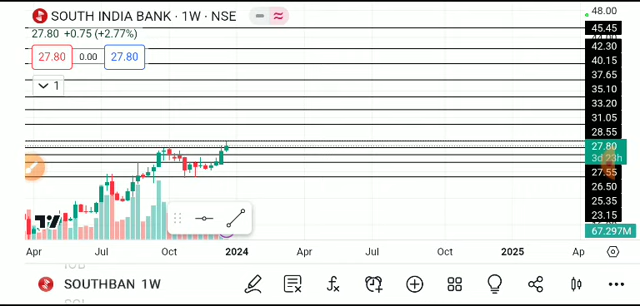 SOUTH INDIA BANK · 1W · NSE
27.80 +0.75 (+2.77%)
27.80 0.00 27.80
1
48.00
45.45
42.30
40.15
37.65
35.10
33.20
31.05
28.55
27.80
3d 23h
27.55
26.50
25.35
23.15
67.297M
Apr Jul Oct 2024 Apr Jul Oct 2025 Ap
SOUTHBAN 1W